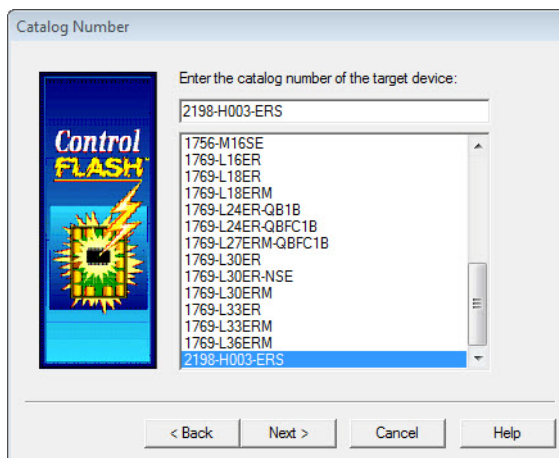 Catalog Number
Control
FLASH
Enter the catalog number of the target device:
2198-H003-ERS
1756-M16SE
1769-L16ER
1769-L18ER
1769-L18ERM
1769-L24ER-QB1B
1769-L24ER-QBFC1B
1769-L27ERM-QBFC1B
1769-L30ER
1769-L30ER-NSE
1769-L30ERM
1769-L33ER
1769-L33ERM
1769-L36ERM
2198-H003-ERS
< Back
Next >
Cancel
Help